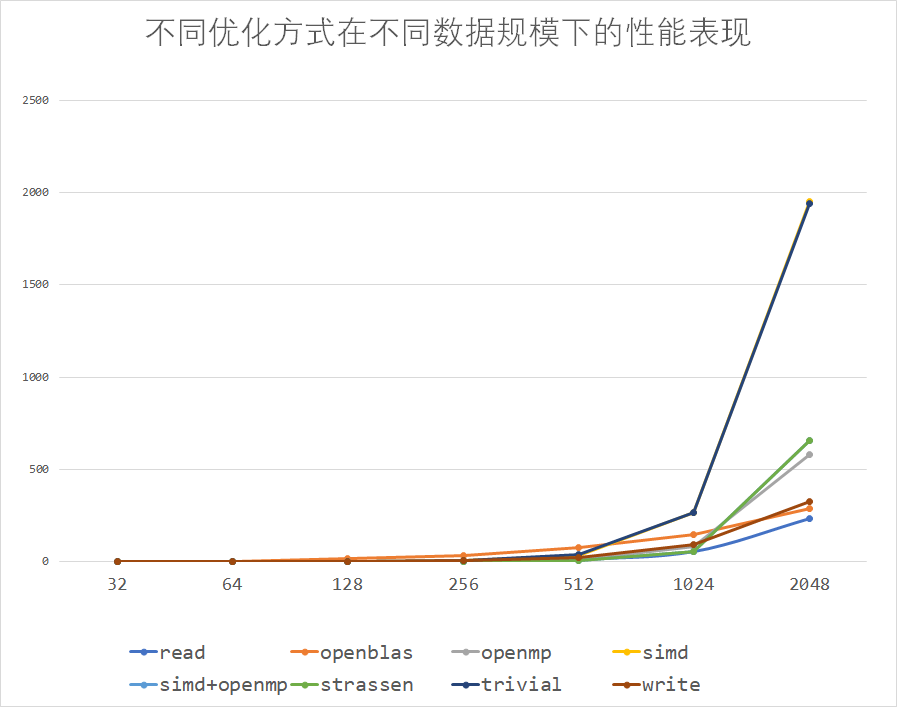 不同优化方式在不同数据规模下的性能表现
2500
2000
1500
1000
500
0
32 64 128 256 512 1024 2048
read openblas openmp simd
simd+openmp strassen trivial write